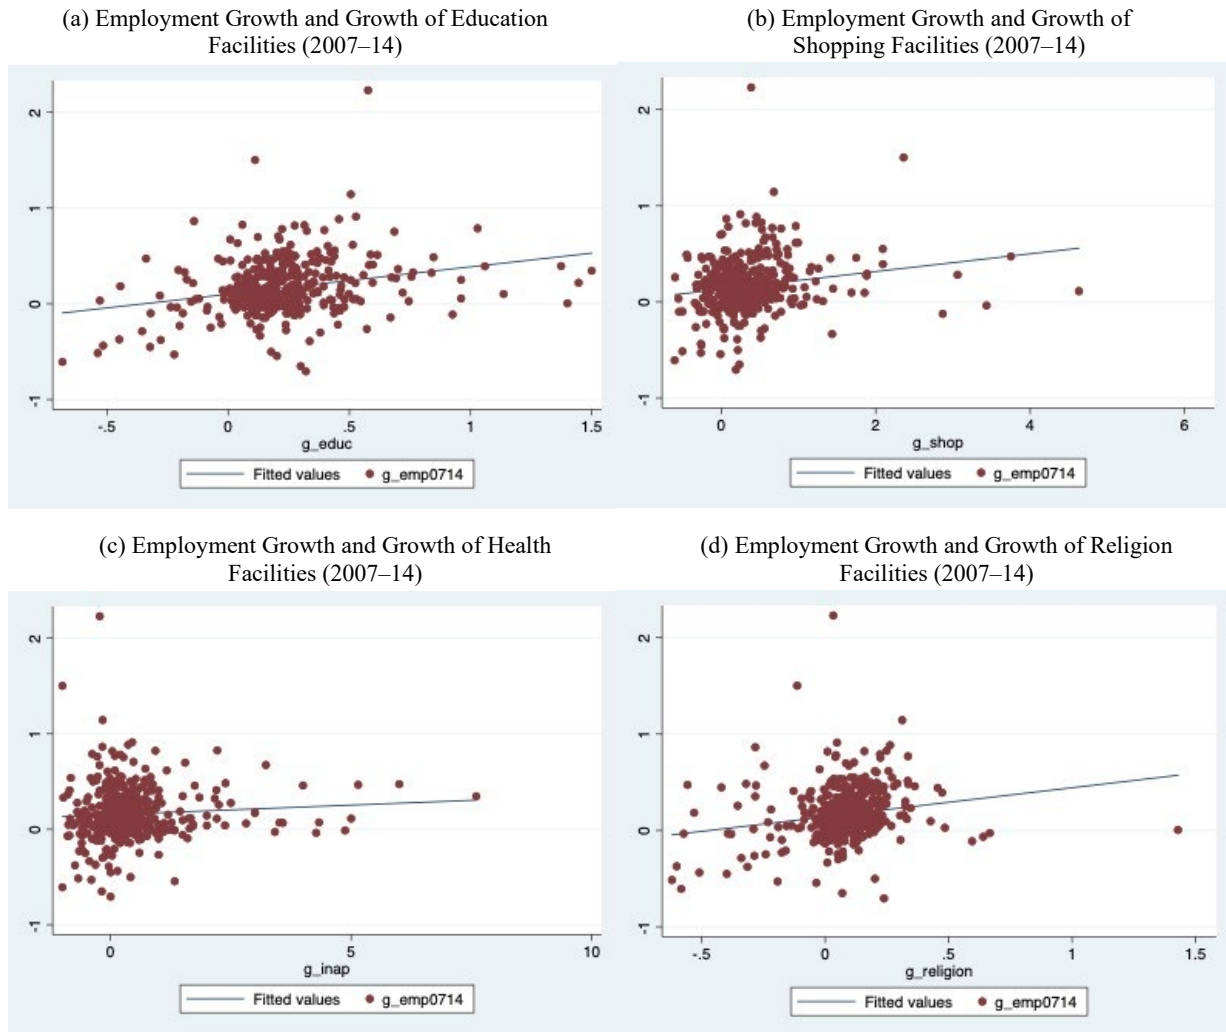 (a) Employment Growth and Growth of Education
Facilities (2007–14)
2
1
0
-1
-.5 0 .5 1 1.5
g_educ
Fitted values g_emp0714
(b) Employment Growth and Growth of
Shopping Facilities (2007–14)
2
1
0
-1
0 2 4 6
g_shop
Fitted values g_emp0714
(c) Employment Growth and Growth of Health
Facilities (2007–14)
2
1
0
-1
0 5 10
g_inap
Fitted values g_emp0714
(d) Employment Growth and Growth of Religion
Facilities (2007–14)
2
1
0
-1
-.5 0 .5 1 1.5
g_religion
Fitted values g_emp0714